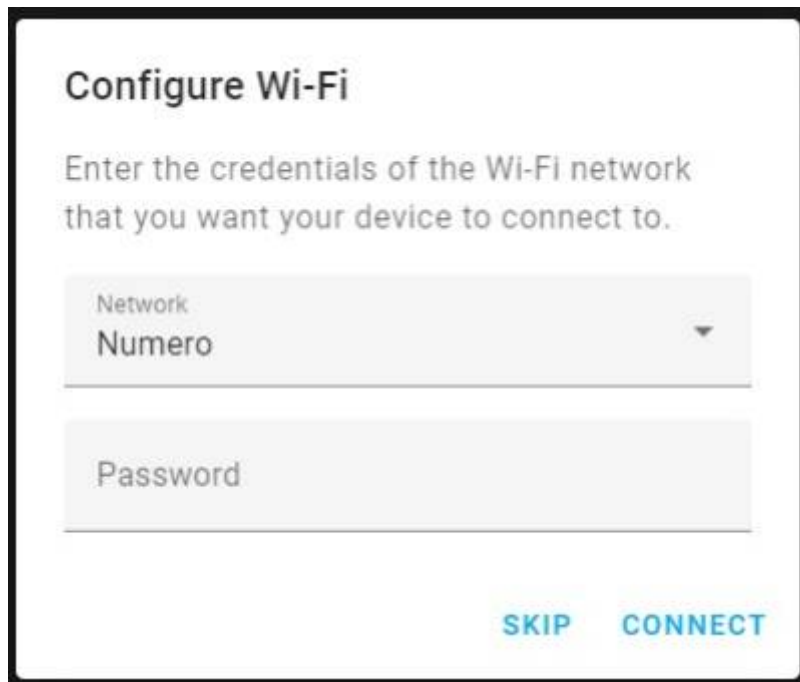 Configure Wi-Fi
Enter the credentials of the Wi-Fi network
that you want your device to connect to.
Network
Numero
Password
SKIP CONNECT